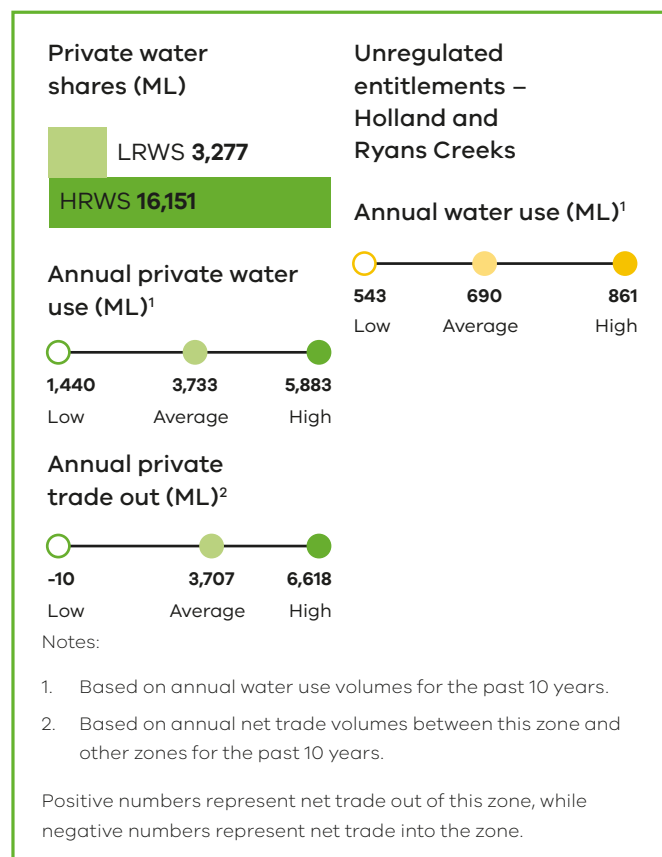 Private water
shares (ML)
LRWS 3,277
HRWS 16,151
Annual private water
use (ML)¹
1,440 3,733 5,883
Low Average High
Annual private
trade out (ML)²
-10 3,707 6,618
Low Average High
Unregulated
entitlements –
Holland and
Ryans Creeks
Annual water use (ML)¹
543 690 861
Low Average High
Notes:
1. Based on annual water use volumes for the past 10 years.
2. Based on annual net trade volumes between this zone and
other zones for the past 10 years.
Positive numbers represent net trade out of this zone, while
negative numbers represent net trade into the zone.